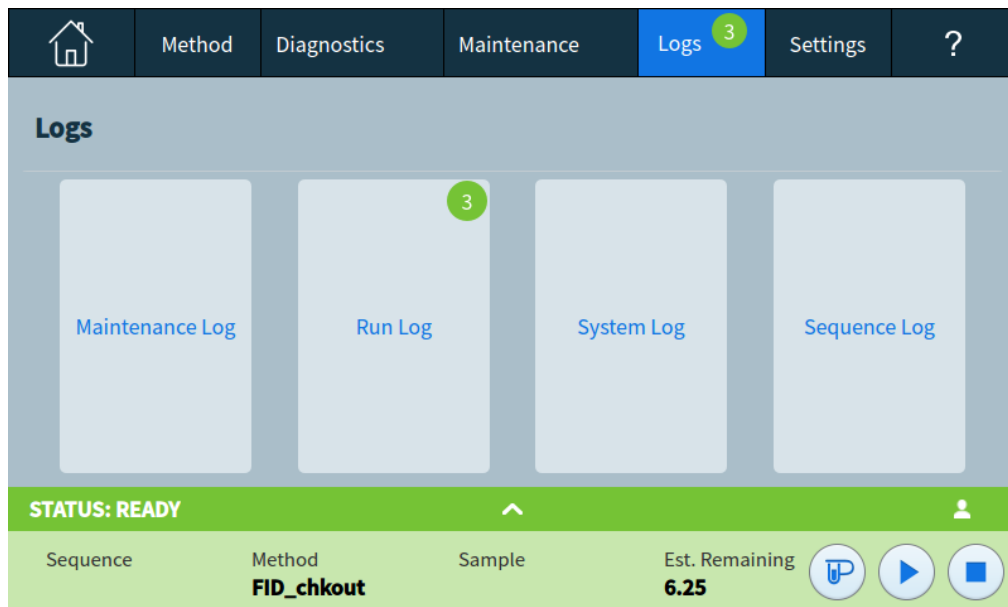 Method Diagnostics Maintenance Logs 3 Settings ?
Logs
3
Maintenance Log Run Log System Log Sequence Log
STATUS: READY
Sequence Method Sample Est. Remaining
FID_chkout 6.25